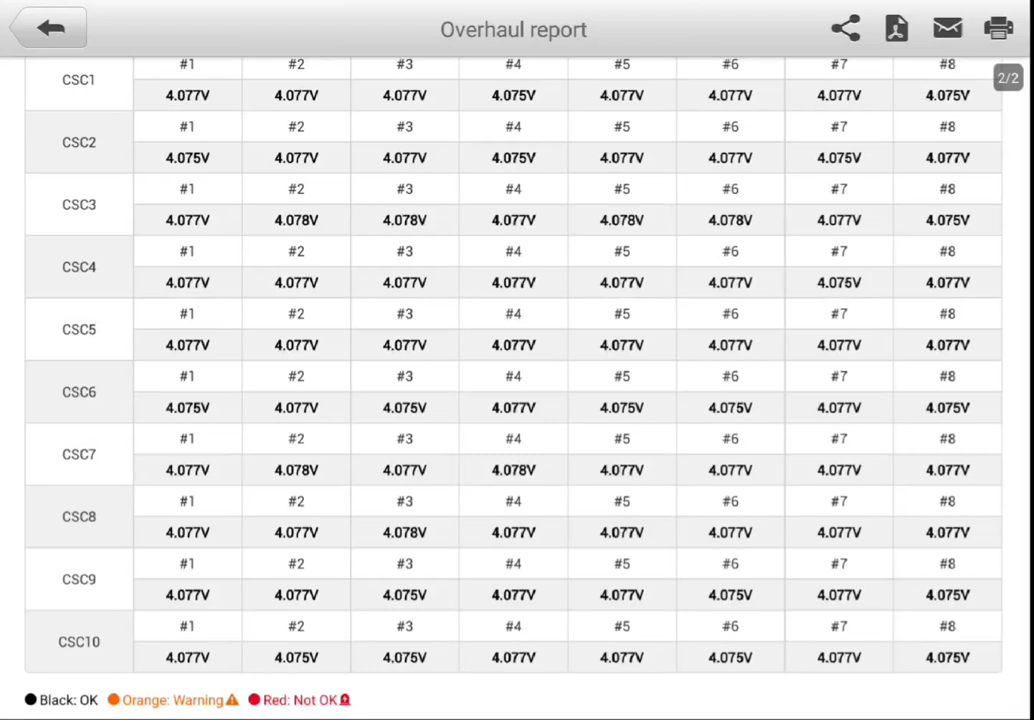 Overhaul report
2/2
CSC1
#1 #2 #3 #4 #5 #6 #7 #8
4.077V 4.077V 4.077V 4.075V 4.077V 4.077V 4.077V 4.075V
CSC2
#1 #2 #3 #4 #5 #6 #7 #8
4.075V 4.077V 4.077V 4.075V 4.077V 4.077V 4.075V 4.077V
CSC3
#1 #2 #3 #4 #5 #6 #7 #8
4.077V 4.078V 4.078V 4.077V 4.078V 4.078V 4.077V 4.075V
CSC4
#1 #2 #3 #4 #5 #6 #7 #8
4.077V 4.077V 4.077V 4.077V 4.077V 4.077V 4.075V 4.077V
CSC5
#1 #2 #3 #4 #5 #6 #7 #8
4.077V 4.077V 4.077V 4.077V 4.077V 4.077V 4.077V 4.077V
CSC6
#1 #2 #3 #4 #5 #6 #7 #8
4.075V 4.077V 4.075V 4.077V 4.075V 4.075V 4.077V 4.075V
CSC7
#1 #2 #3 #4 #5 #6 #7 #8
4.077V 4.078V 4.077V 4.078V 4.077V 4.077V 4.077V 4.077V
CSC8
#1 #2 #3 #4 #5 #6 #7 #8
4.077V 4.077V 4.078V 4.077V 4.077V 4.077V 4.077V 4.077V
CSC9
#1 #2 #3 #4 #5 #6 #7 #8
4.077V 4.077V 4.075V 4.077V 4.077V 4.075V 4.077V 4.075V
CSC10
#1 #2 #3 #4 #5 #6 #7 #8
4.077V 4.075V 4.075V 4.077V 4.077V 4.075V 4.077V 4.075V
Black: OK Orange: Warning Red: Not OK